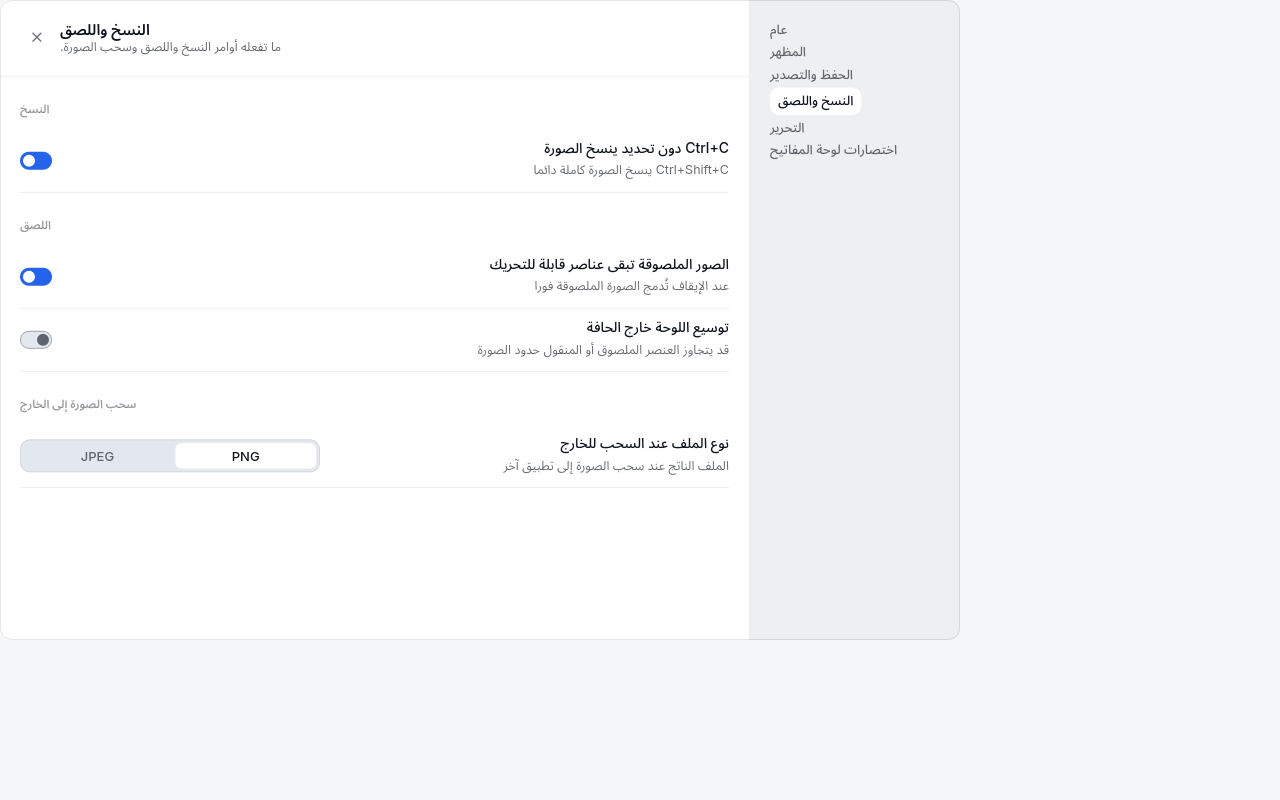 عام
المظهر
الحفظ والتصدير
النسخ واللصق
التحرير
اختصارات لوحة المفاتيح
النسخ واللصق
ما تفعله أوامر النسخ واللصق وسحب الصورة.
النسخ
Ctrl+C دون تحديد ينسخ الصورة
Ctrl+Shift+C ينسخ الصورة كاملة دائما
اللصق
الصور الملصوقة تبقى عناصر قابلة للتحريك
عند الإيقاف تُدمج الصورة الملصوقة فورا
توسيع اللوحة خارج الحافة
قد يتجاوز العنصر الملصوق أو المنقول حدود الصورة
سحب الصورة إلى الخارج
نوع الملف عند السحب للخارج
الملف الناتج عند سحب الصورة إلى تطبيق آخر
PNG
JPEG